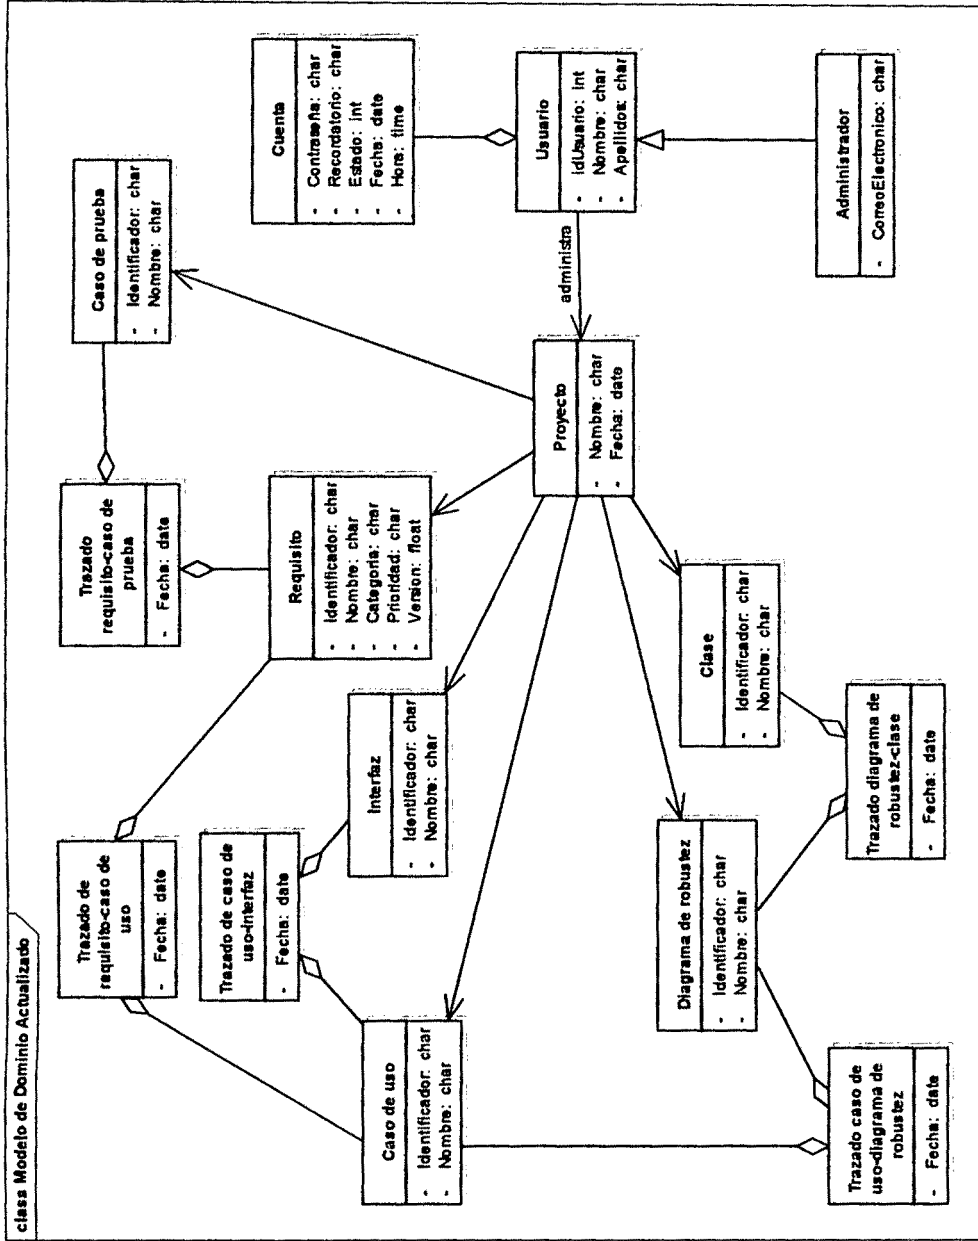 class Modelo de Dominio Actualizado
Trazado de
requisito-caso de
uso
- Fecha: date
Trazado
requisito-caso de
prueba
- Fecha: date
Caso de prueba
- Identificador: char
- Nombre: char
Trazado de caso de
uso-interfaz
- Fecha: date
Requisito
- Identificador: char
- Nombre: char
- Categoria: char
- Prioridad: char
- Version: float
Cuenta
- Contraseña: char
- Recordatorio: char
- Estado: int
- Fecha: date
- Hora: time
Caso de uso
- Identificador: char
- Nombre: char
Interfaz
- Identificador: char
- Nombre: char
Proyecto
- Nombre: char
- Fecha: date
administra
Usuario
- IdUsuario: int
- Nombre: char
- Apellidos: char
Diagrama de robustez
- Identificador: char
- Nombre: char
Clase
- Identificador: char
- Nombre: char
Trazado caso de
uso-diagrama de
robustez
- Fecha: date
Trazado diagrama de
robustez-clase
- Fecha: date
Administrador
- CorreoElectronico: char